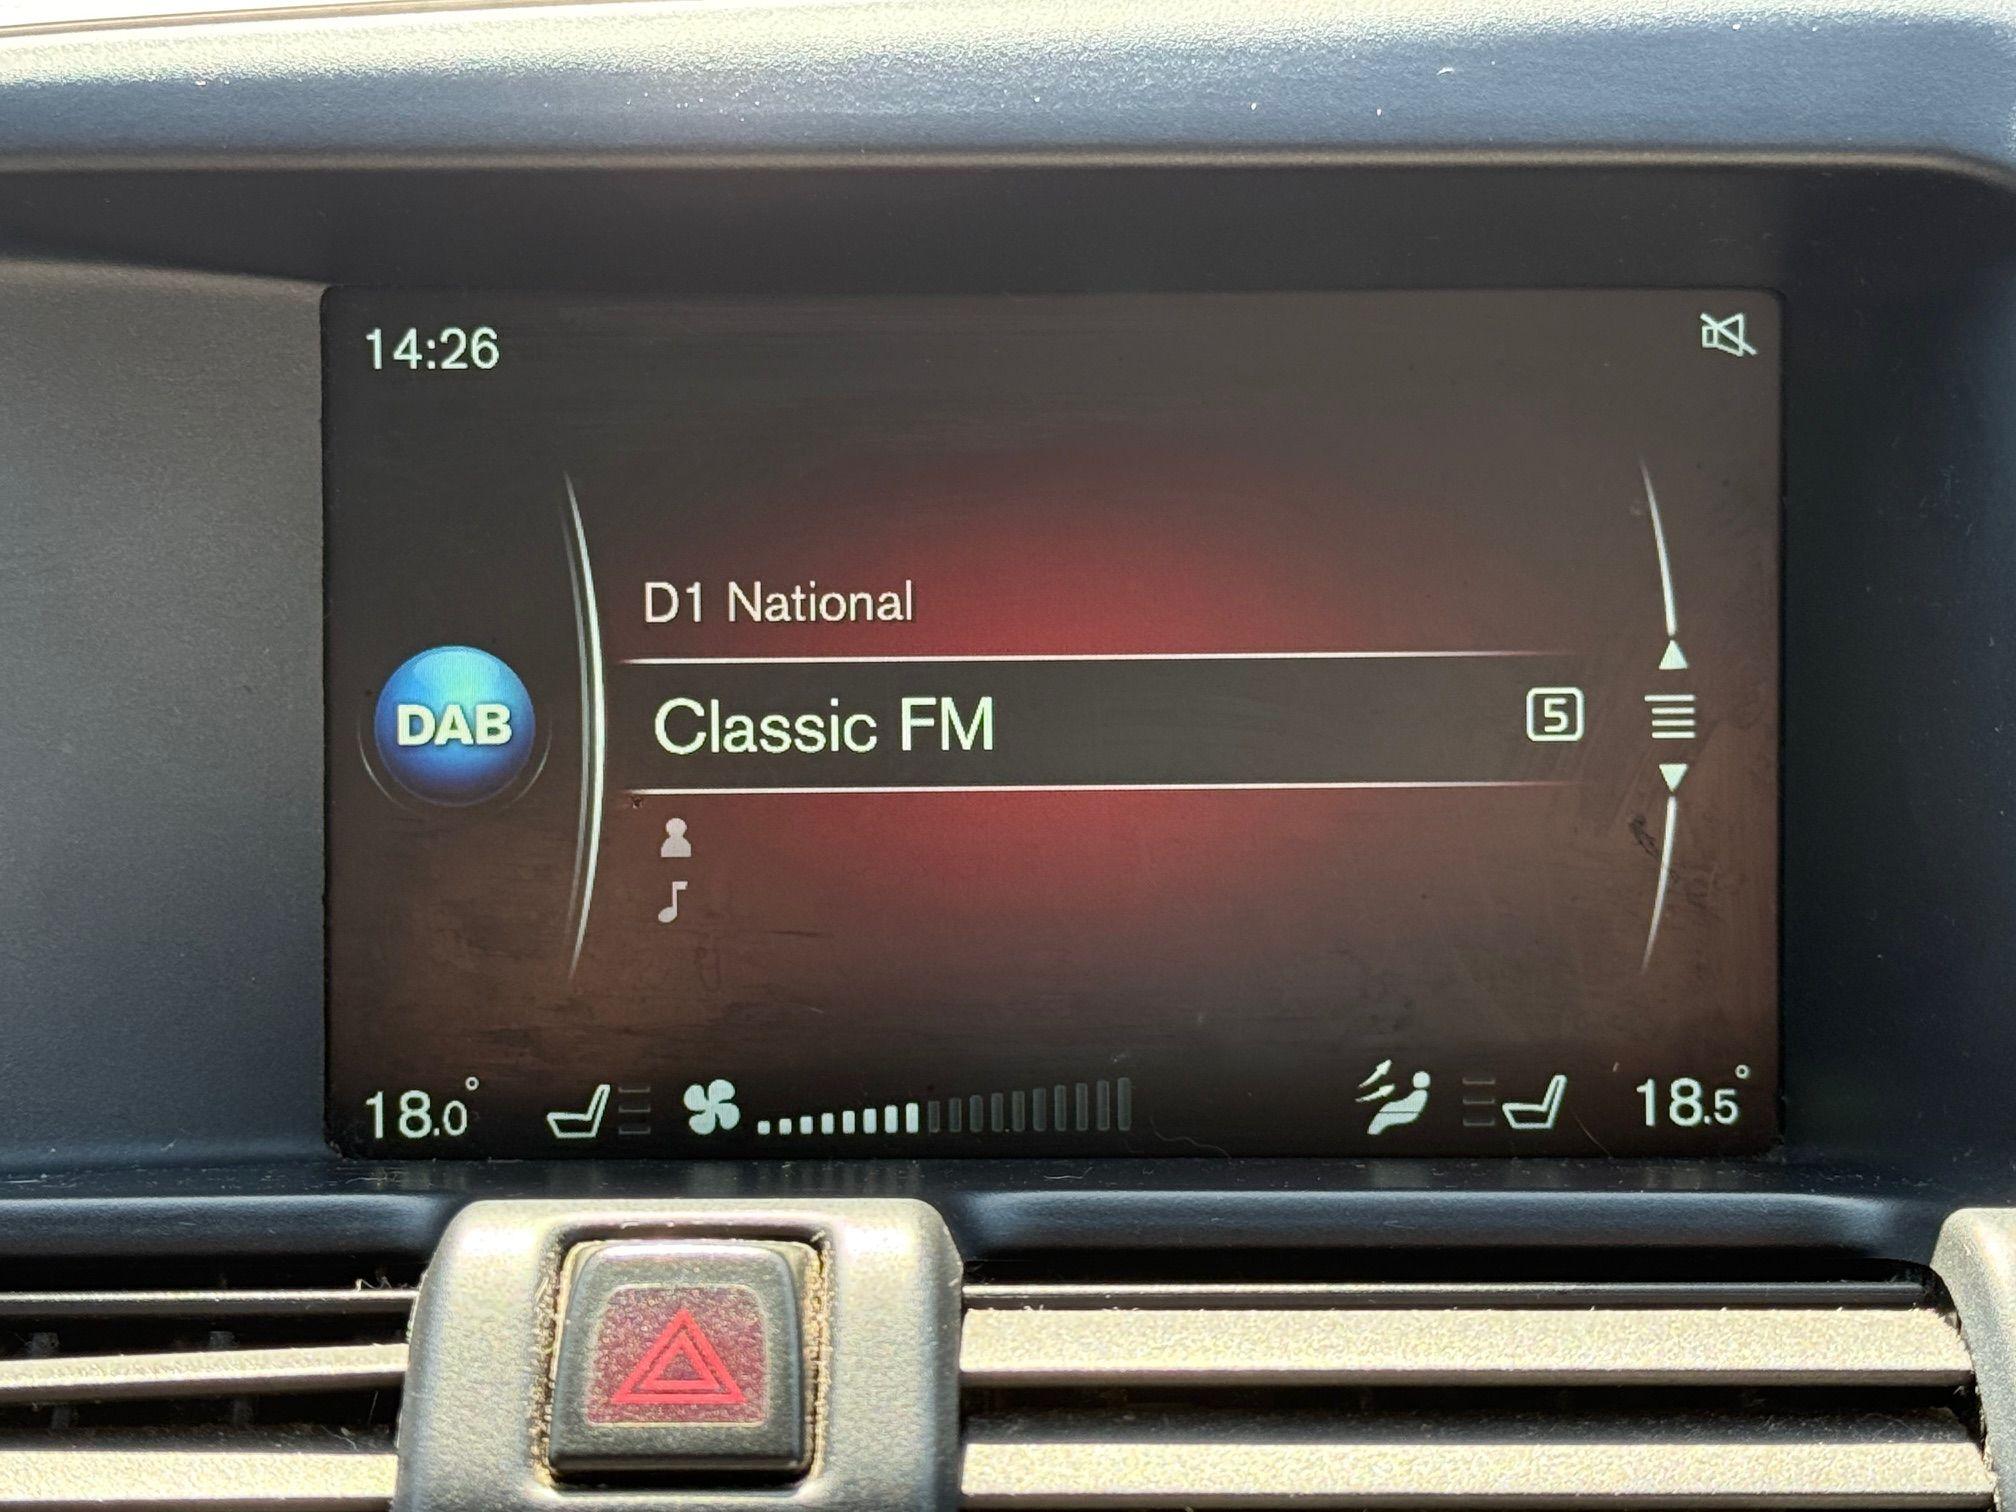 14:26
D1 National
DAB
Classic FM
5
18.0°
18.5°